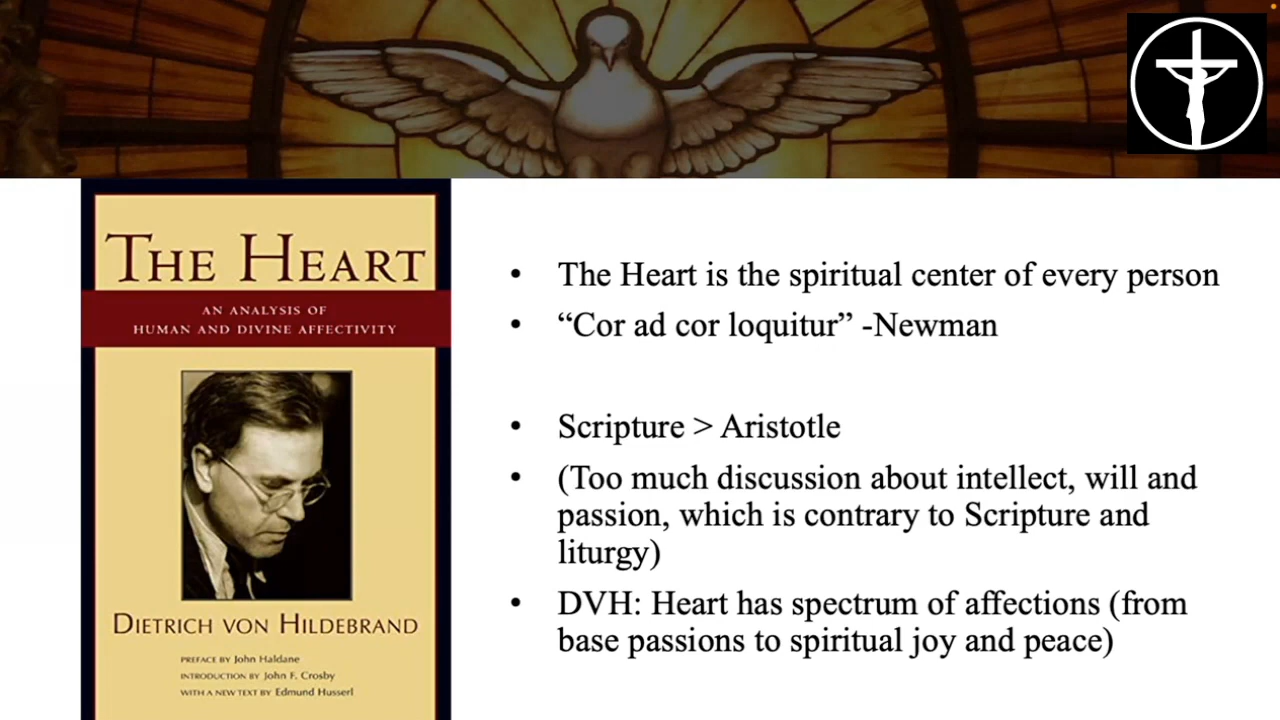 THE HEART
AN ANALYSIS OF
HUMAN AND DIVINE AFFECTIVITY
DIETRICH VON HILDEBRAND
PREFACE BY John Haldane
INTRODUCTION BY John F. Crosby
WITH A NEW TEXT BY Edmund Husserl
• The Heart is the spiritual center of every person
• “Cor ad cor loquitur” -Newman
• Scripture > Aristotle
• (Too much discussion about intellect, will and
passion, which is contrary to Scripture and
liturgy)
• DVH: Heart has spectrum of affections (from
base passions to spiritual joy and peace)